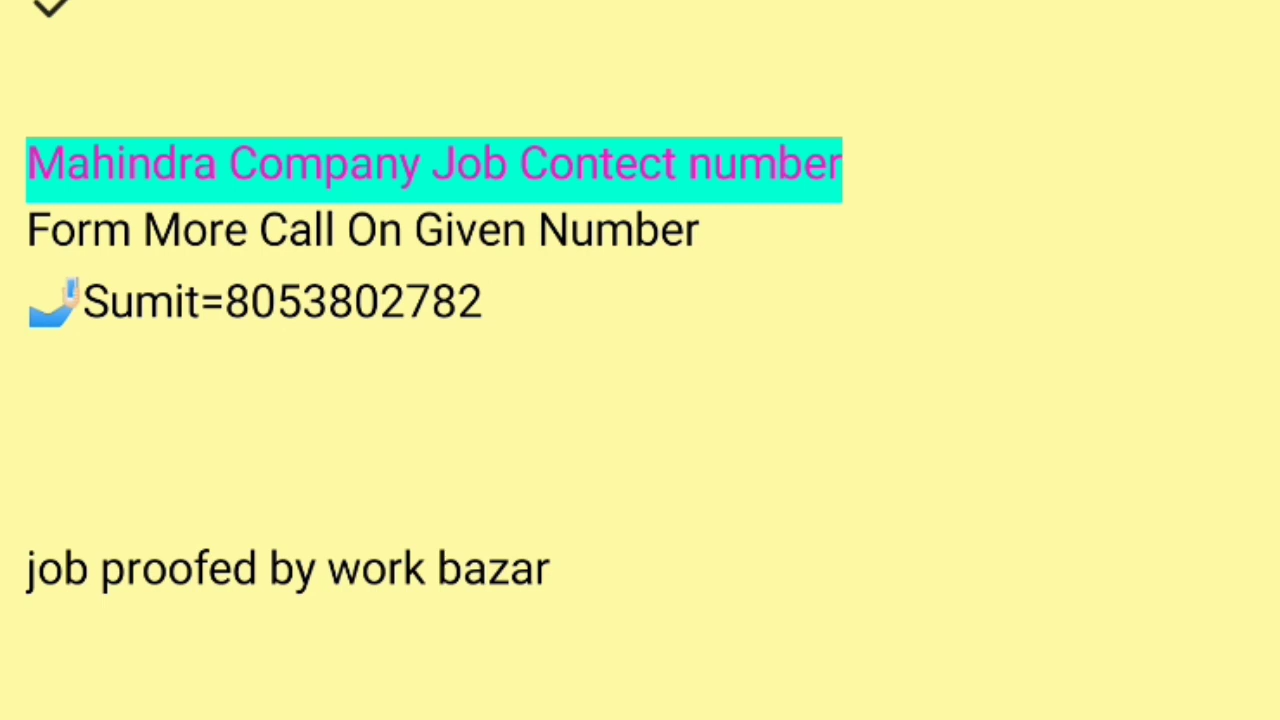 Mahindra Company Job Contect number
Form More Call On Given Number
🤳Sumit=8053802782
job proofed by work bazar